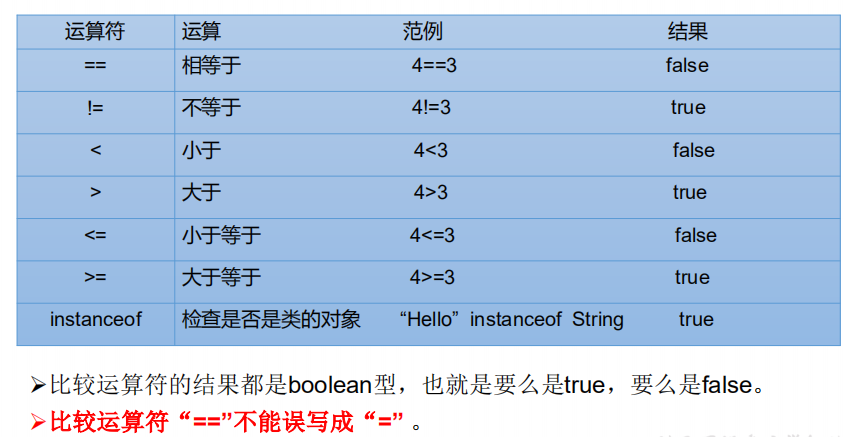 运算符 运算 范例 结果
== 相等于 4==3 false
!= 不等于 4!=3 true
< 小于 4<3 false
> 大于 4>3 true
<= 小于等于 4<=3 false
>= 大于等于 4>=3 true
instanceof 检查是否是类的对象 “Hello” instanceof String true
➢比较运算符的结果都是boolean型，也就是要么是true，要么是false。
➢比较运算符“==”不能误写成“=” 。